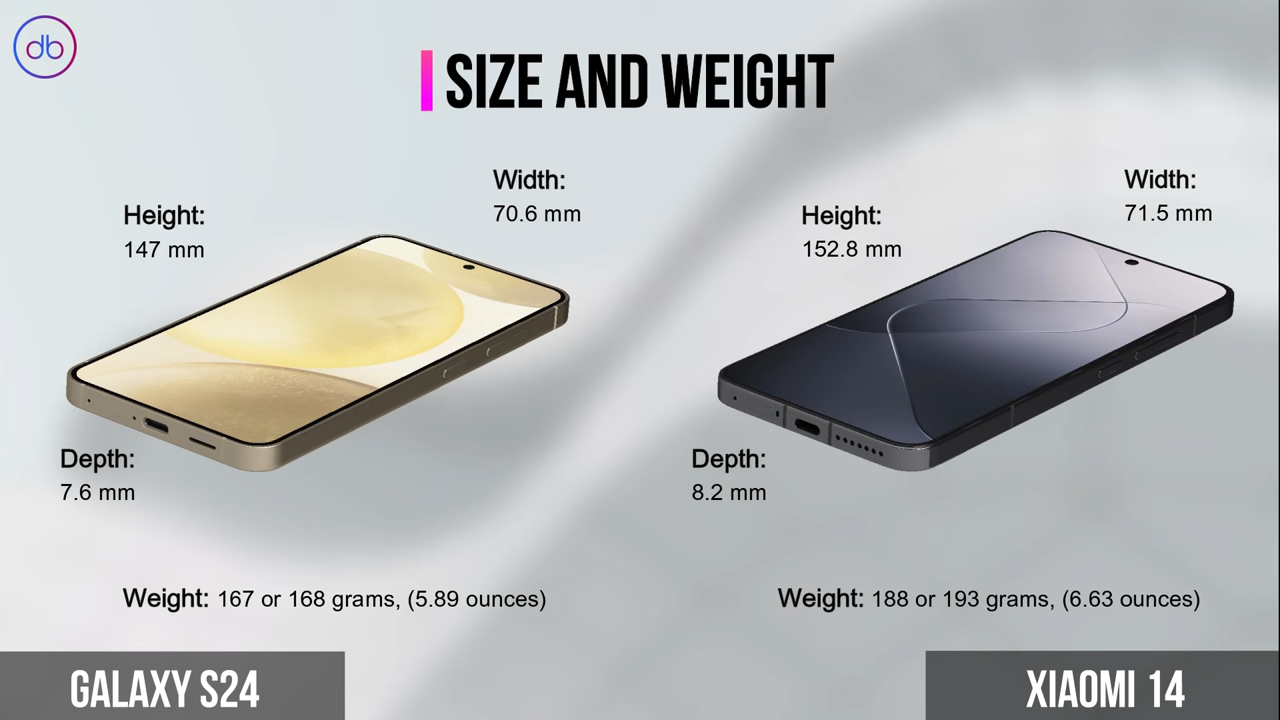 db
SIZE AND WEIGHT
Height:
147 mm
Width:
70.6 mm
Depth:
7.6 mm
Weight: 167 or 168 grams, (5.89 ounces)
GALAXY S24
Height:
152.8 mm
Width:
71.5 mm
Depth:
8.2 mm
Weight: 188 or 193 grams, (6.63 ounces)
XIAOMI 14